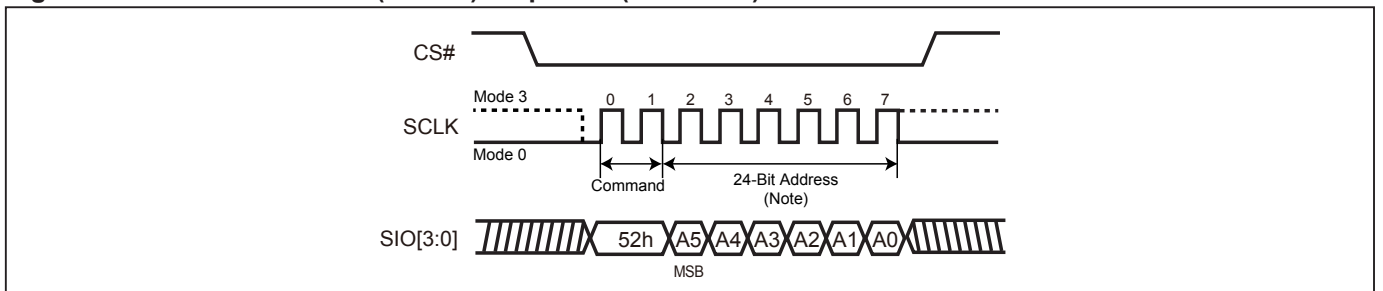 CS#
Mode 3
0 1 2 3 4 5 6 7
SCLK
Mode 0
Command
24-Bit Address
(Note)
SIO[3:0]
52h A5 A4 A3 A2 A1 A0
MSB